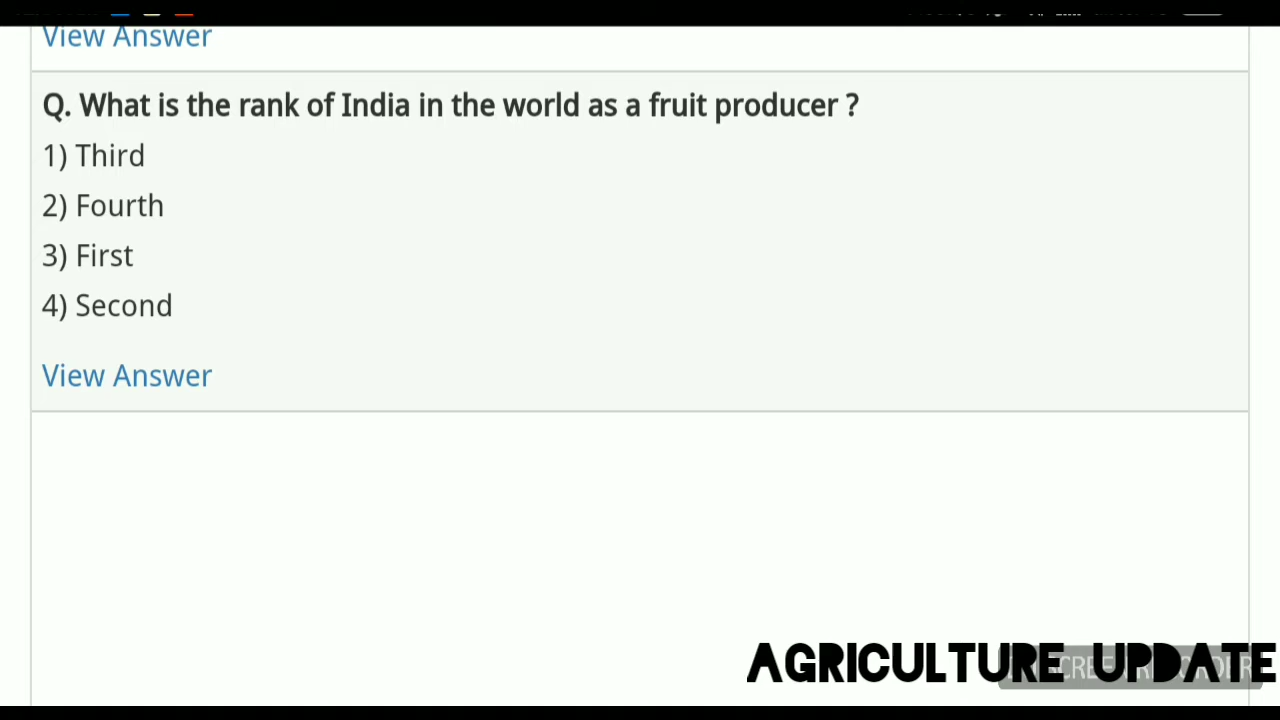 View Answer
Q. What is the rank of India in the world as a fruit producer ?
1) Third
2) Fourth
3) First
4) Second
View Answer
AGRICULTURE UPDATE